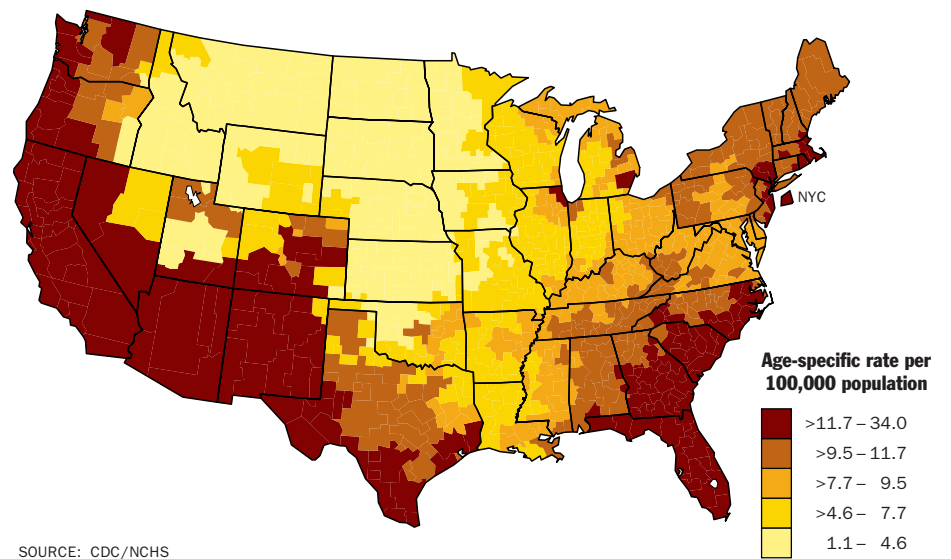 NYC
Age-specific rate per
100,000 population
>11.7 – 34.0
>9.5 – 11.7
>7.7 – 9.5
>4.6 – 7.7
1.1 – 4.6
SOURCE: CDC/NCHS